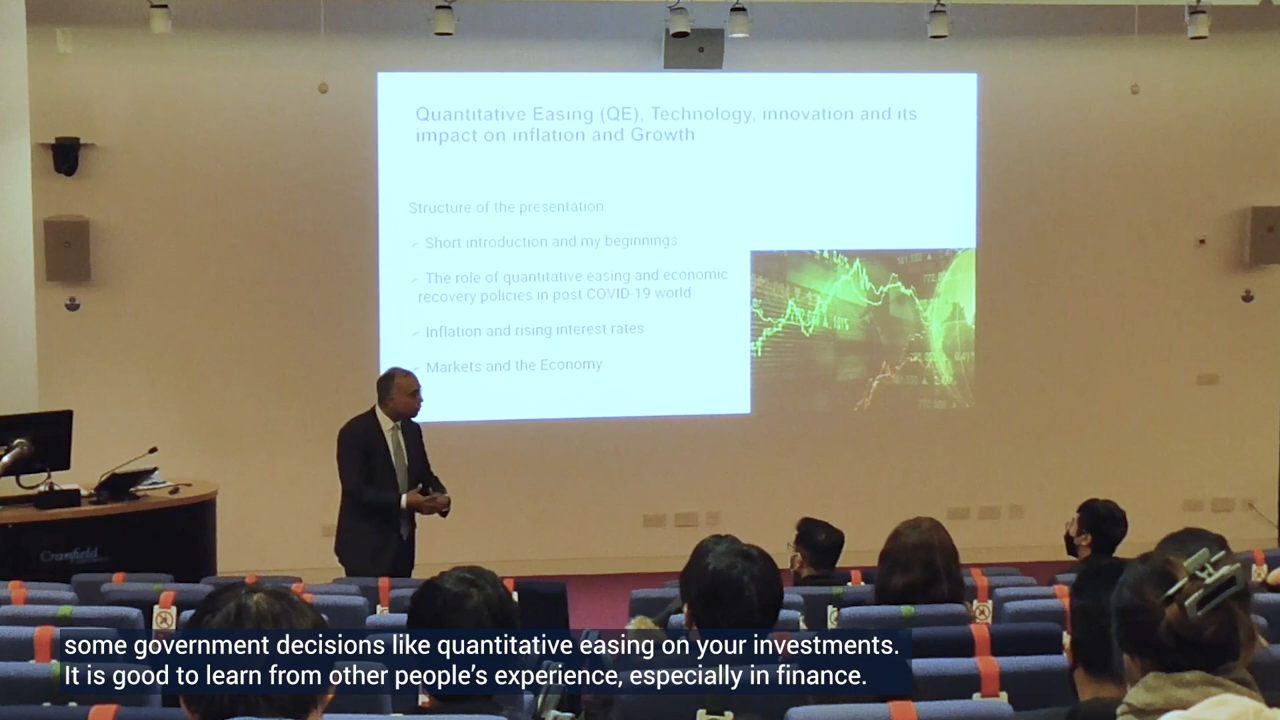 Quantitative Easing (QE), Technology, innovation and its
impact on inflation and Growth
Structure of the presentation
Short introduction and my beginnings
The role of quantitative easing and economic
recovery policies in post COVID-19 world
Inflation and rising interest rates
Markets and the Economy
Cranfield
some government decisions like quantitative easing on your investments.
It is good to learn from other people’s experience, especially in finance.